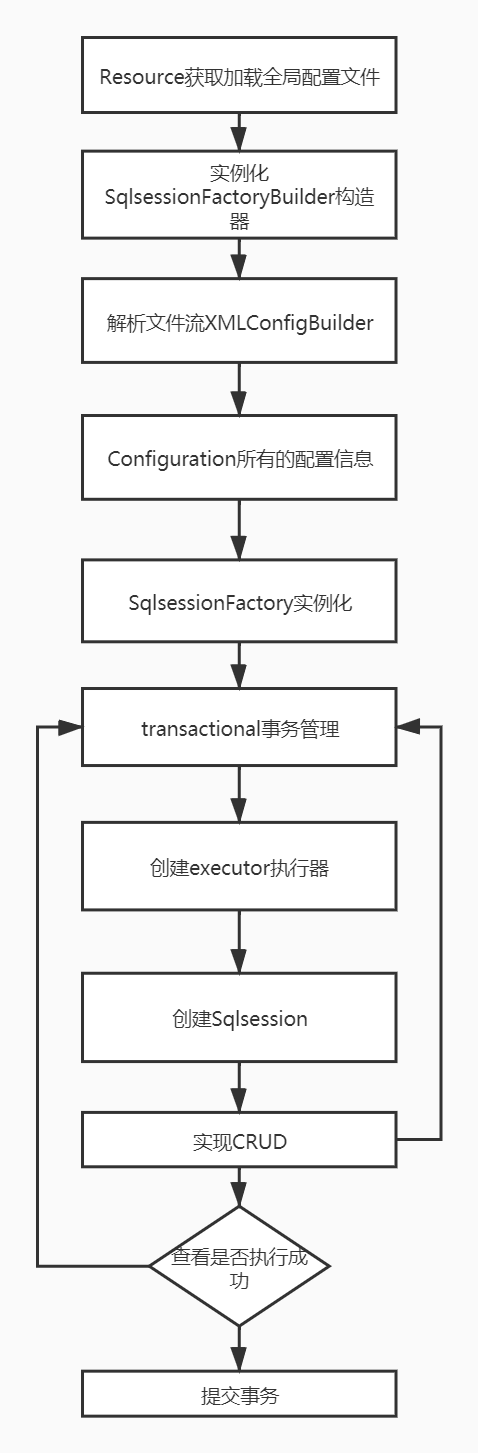 Resource获取加载全局配置文件
实例化
SqlsessionFactoryBuilder构造
器
解析文件流XMLConfigBuilder
Configuration所有的配置信息
SqlsessionFactory实例化
transactional事务管理
创建executor执行器
创建Sqlsession
实现CRUD
查看是否执行成
功
提交事务